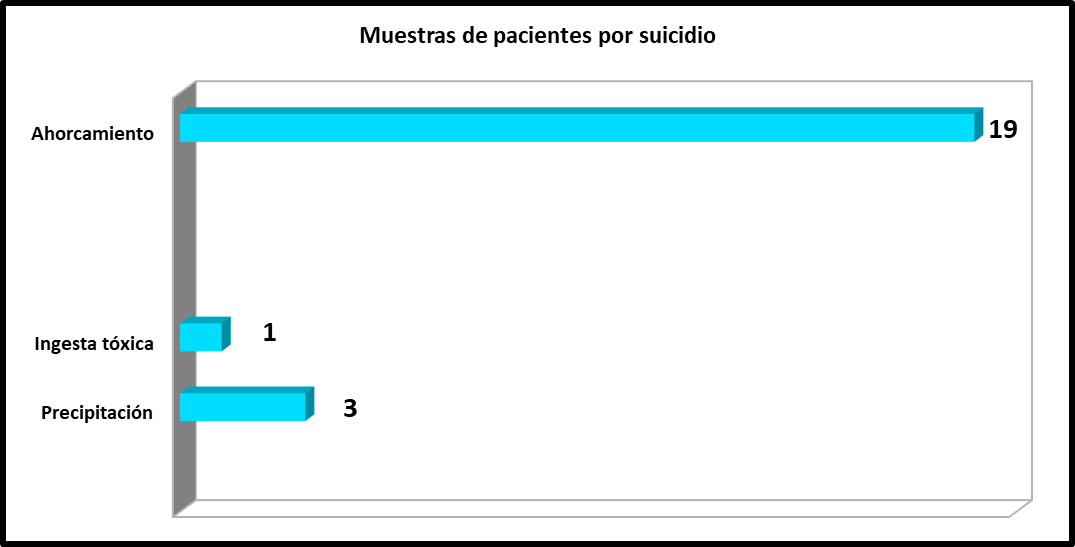 Muestras de pacientes por suicidio
Ahorcamiento
19
Ingesta tóxica
1
Precipitación
3